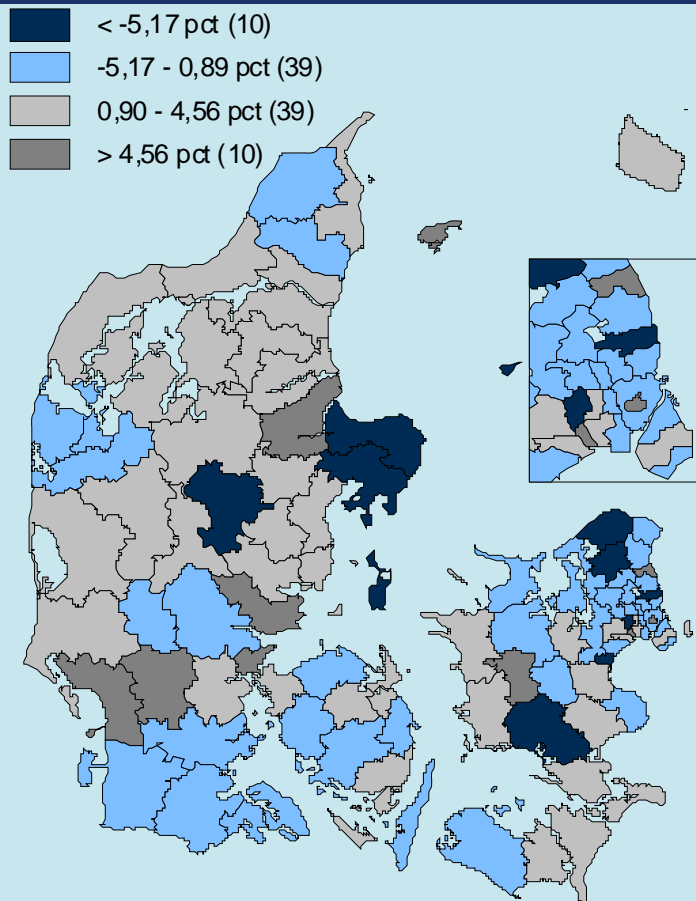 < -5,17 pct (10)
-5,17 - 0,89 pct (39)
0,90 - 4,56 pct (39)
> 4,56 pct (10)